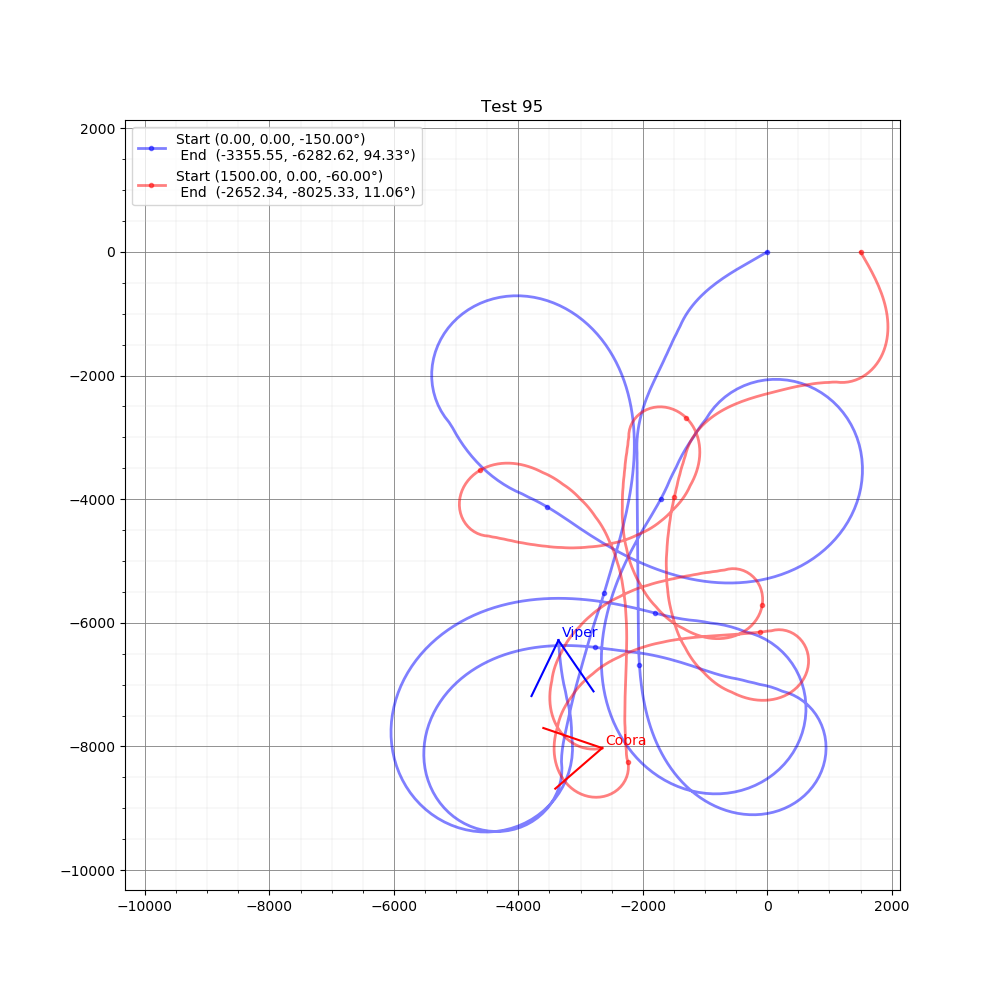 Test 95
Start (0.00, 0.00, -150.00°)
End (-3355.55, -6282.62, 94.33°)
Start (1500.00, 0.00, -60.00°)
End (-2652.34, -8025.33, 11.06°)
2000
0
−2000
−4000
−6000
−8000
−10000
Viper
Cobra
−10000 −8000 −6000 −4000 −2000 0 2000